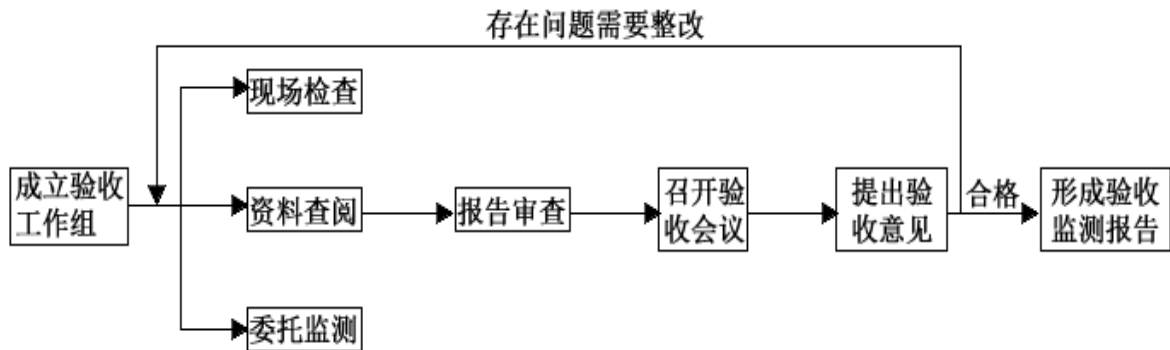 存在问题需要整改
现场检查
成立验收
工作组
资料查阅
报告审查
召开验
收会议
提出验
收意见
合格
形成验收
监测报告
委托监测